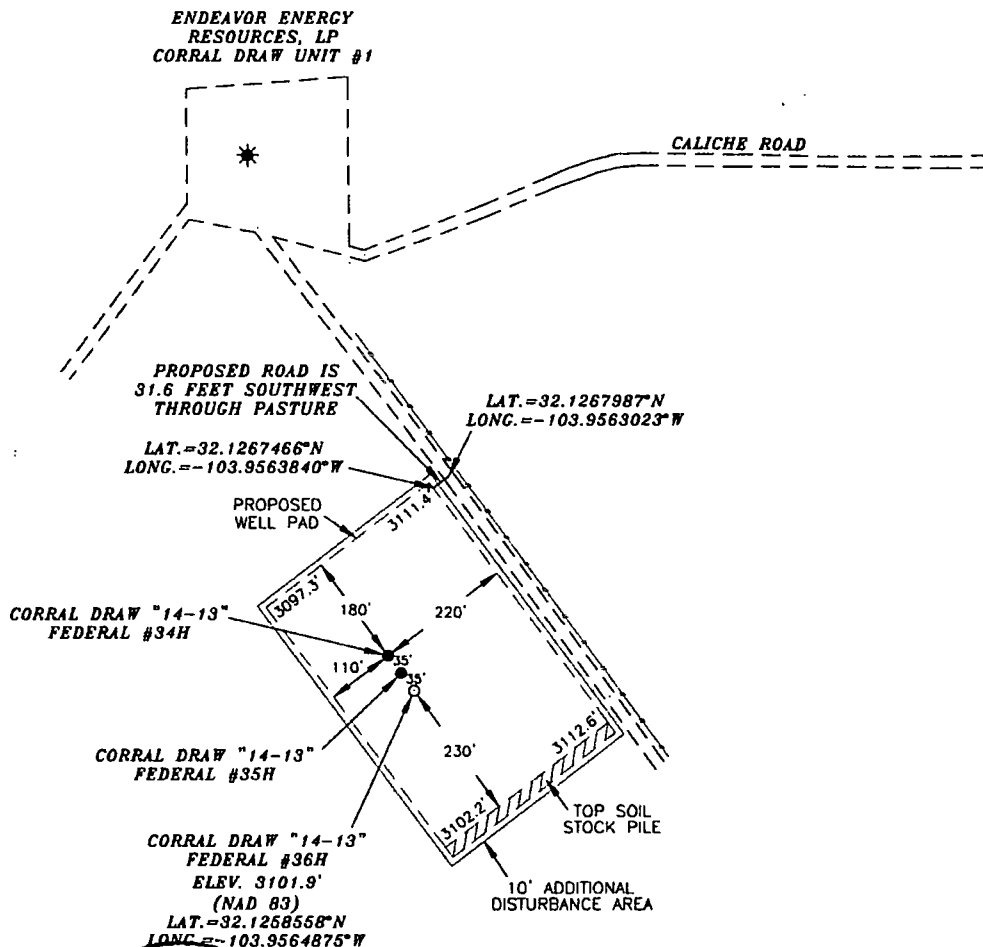 ENDEAVOR ENERGY
RESOURCES, LP
CORRAL DRAW UNIT #1
CALICHE ROAD
PROPOSED ROAD IS
31.6 FEET SOUTHWEST
THROUGH PASTURE
LAT.=32.1267987°N
LONG.=-103.9563023°W
LAT.=32.1267466°N
LONG.=-103.9563840°W
PROPOSED
WELL PAD
3111.4'
3097.3'
180'
220'
CORRAL DRAW "14-13"
FEDERAL #34H
110'
35'
35'
CORRAL DRAW "14-13"
FEDERAL #35H
230'
3112.6'
3102.2'
TOP SOIL
STOCK PILE
CORRAL DRAW "14-13"
FEDERAL #36H
ELEV. 3101.9'
(NAD 83)
LAT.=32.1258558°N
LONG.=-103.9564875°W
10' ADDITIONAL
DISTURBANCE AREA